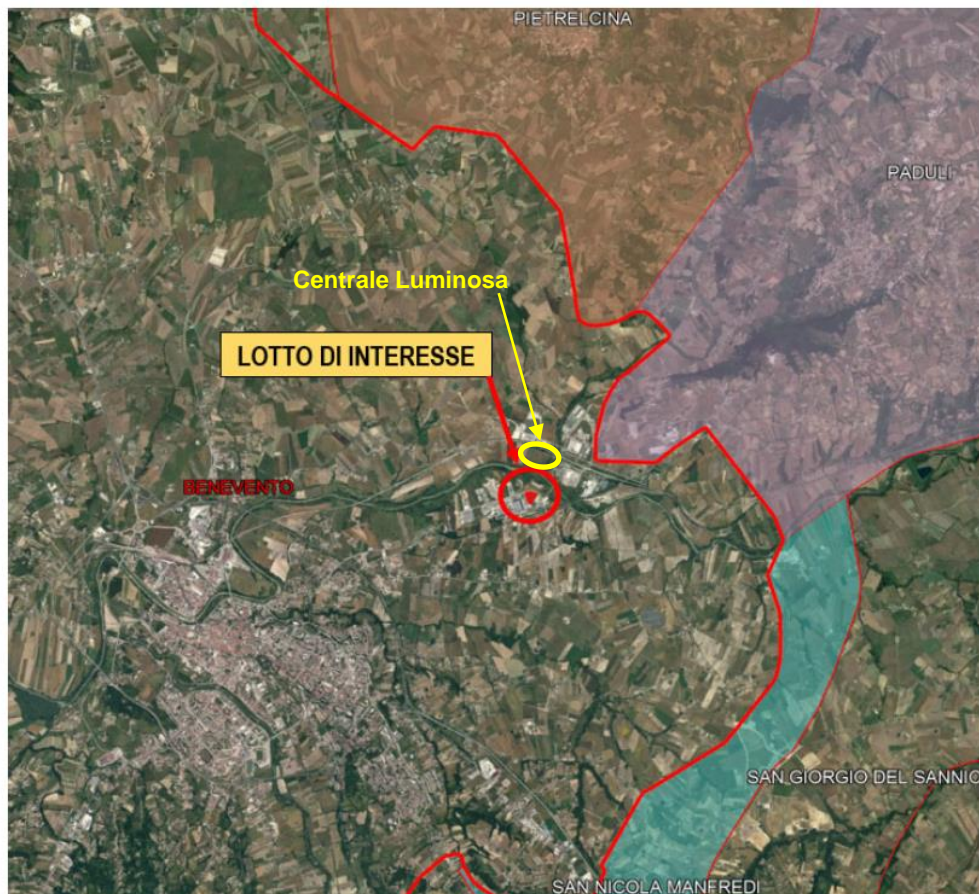 PIETRELCINA
PADULI
Centrale Luminosa
LOTTO DI INTERESSE
BENEVENTO
SAN GIORGIO DEL SANNIO
SAN NICOLA MANFREDI